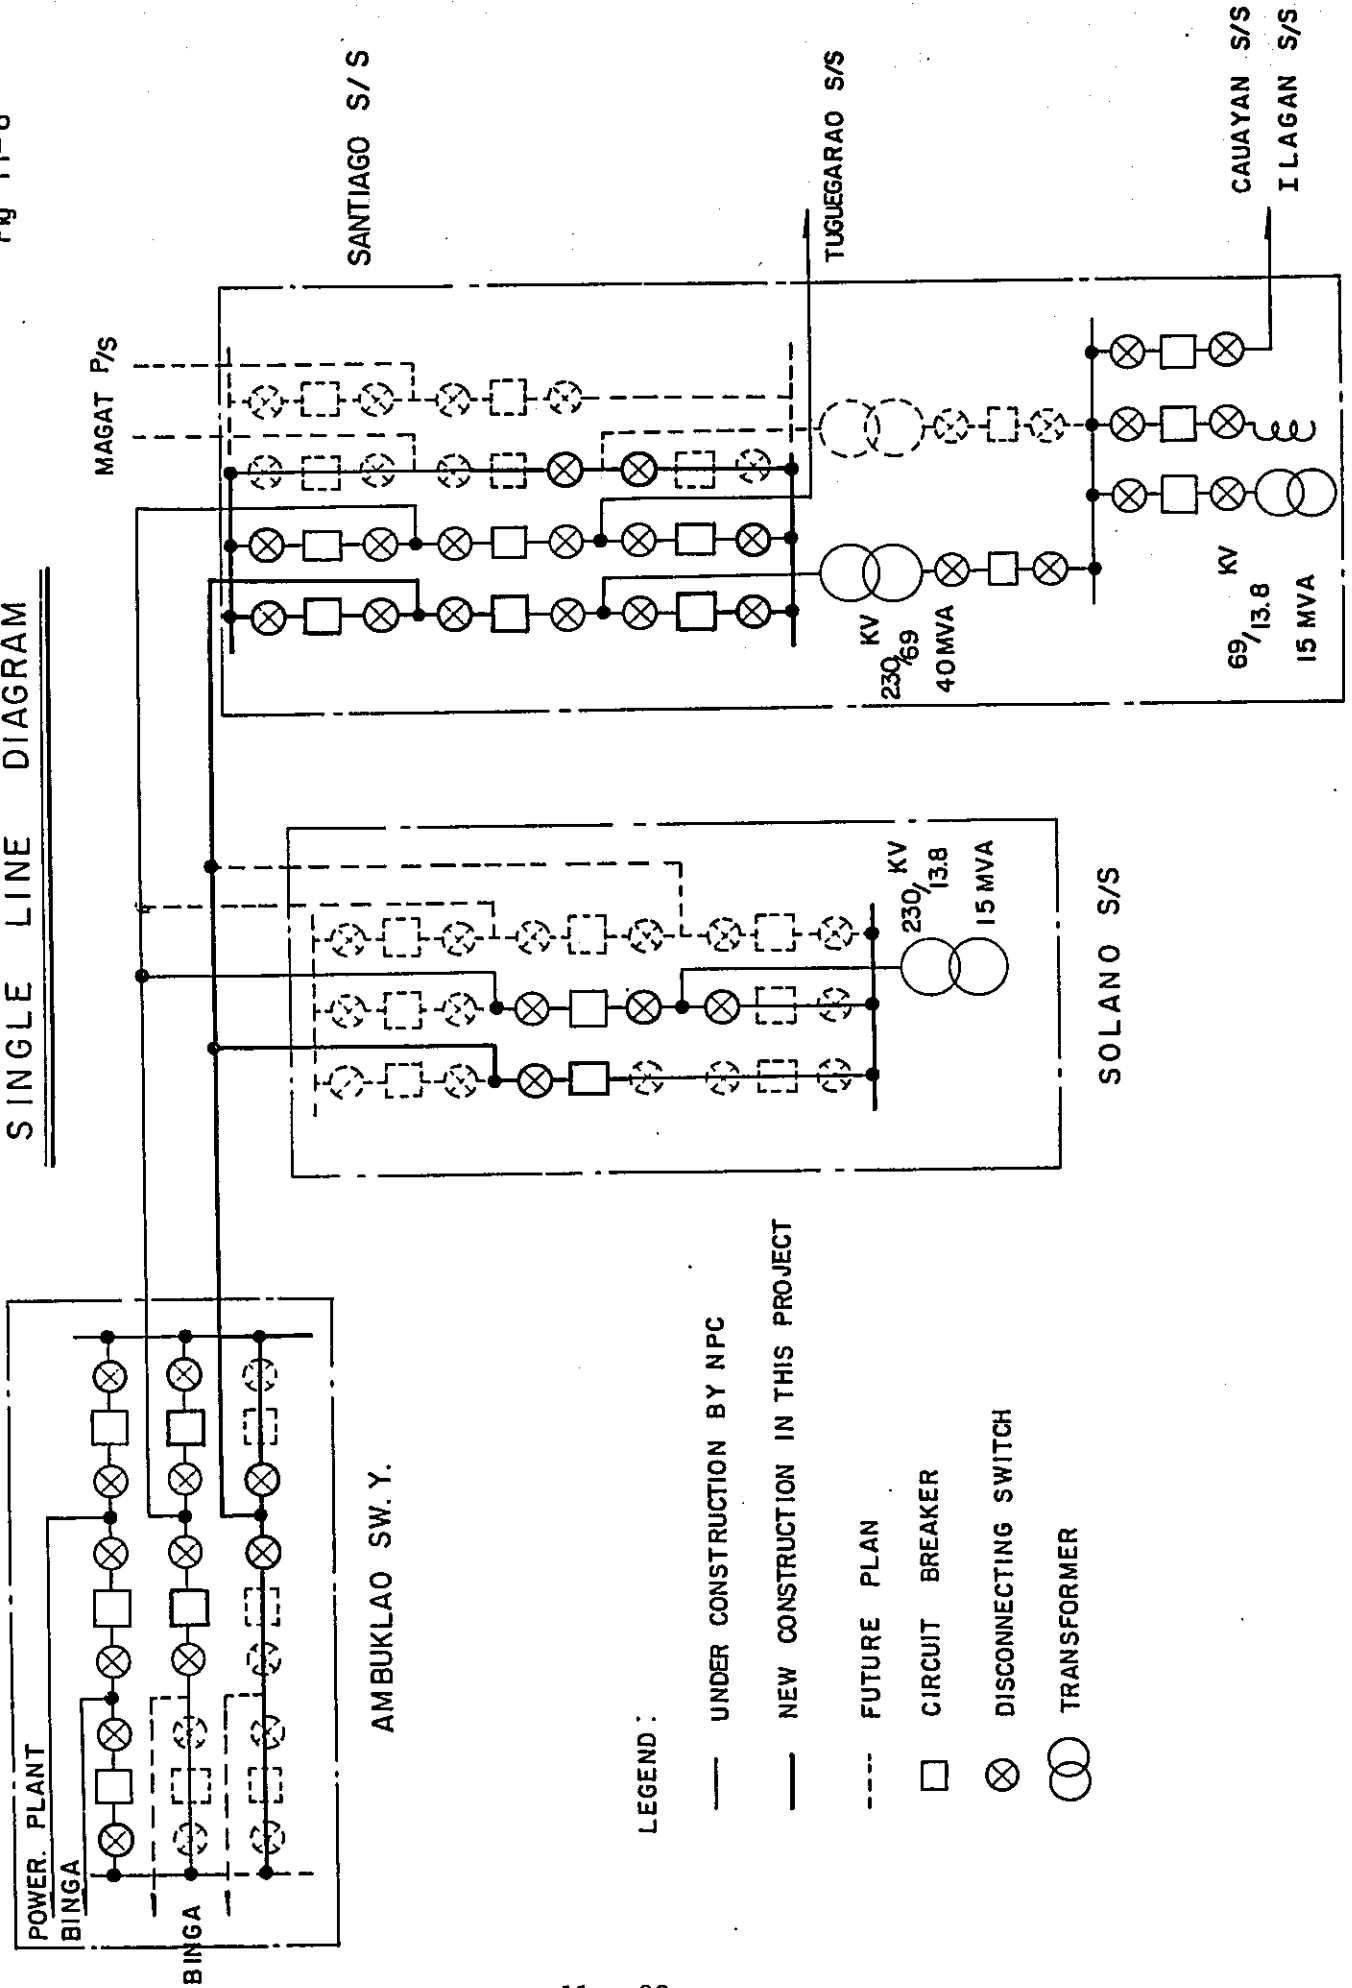 SINGLE LINE DIAGRAM
POWER. PLANT
BINGA
BINGA
AMBUKLAO SW. Y.
MAGAT P/S
SANTIAGO S/S
TUGUEGARAO S/S
CAUAYAN S/S
ILAGAN S/S
KV
230/69
40MVA
KV
69/13.8
15 MVA
KV
230/13.8
15 MVA
SOLANO S/S
LEGEND:
UNDER CONSTRUCTION BY NPC
NEW CONSTRUCTION IN THIS PROJECT
FUTURE PLAN
CIRCUIT BREAKER
DISCONNECTING SWITCH
TRANSFORMER